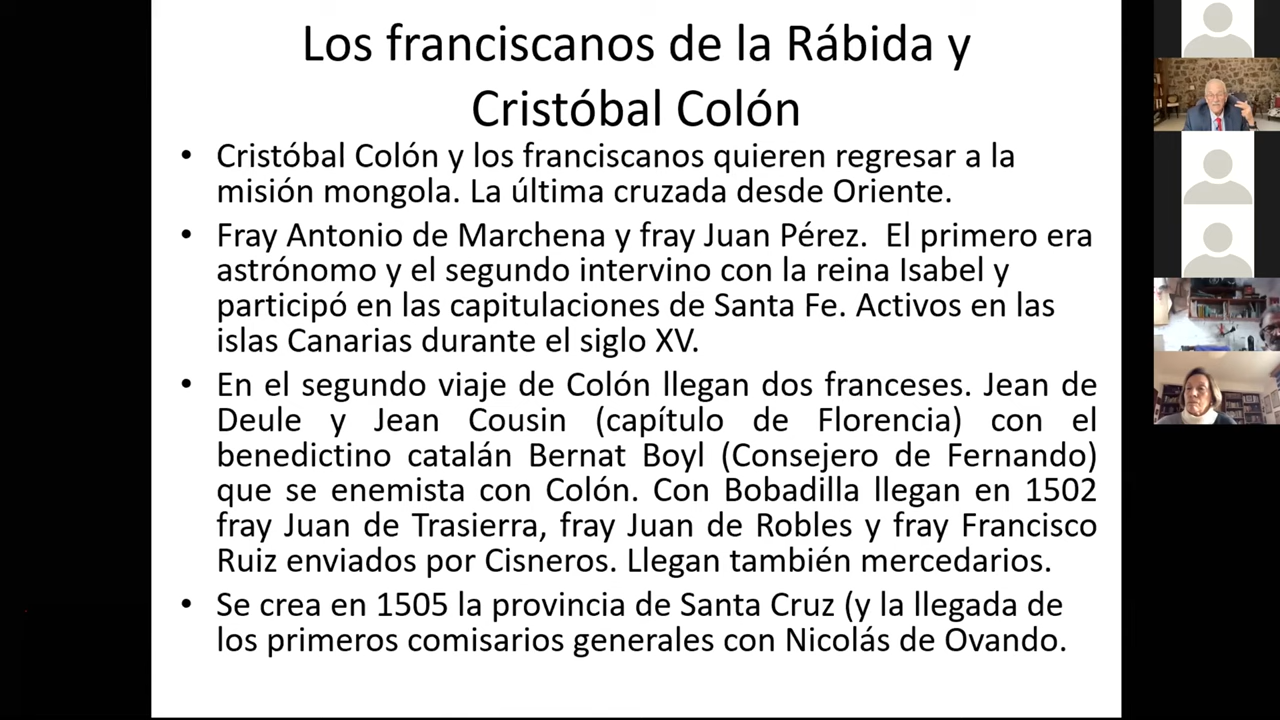 Los franciscanos de la Rábida y
Cristóbal Colón
• Cristóbal Colón y los franciscanos quieren regresar a la
misión mongola. La última cruzada desde Oriente.
• Fray Antonio de Marchena y fray Juan Pérez.  El primero era
astrónomo y el segundo intervino con la reina Isabel y
participó en las capitulaciones de Santa Fe. Activos en las
islas Canarias durante el siglo XV.
• En el segundo viaje de Colón llegan dos franceses. Jean de
Deule y Jean Cousin (capítulo de Florencia) con el
benedictino catalán Bernat Boyl (Consejero de Fernando)
que se enemista con Colón. Con Bobadilla llegan en 1502
fray Juan de Trasierra, fray Juan de Robles y fray Francisco
Ruiz enviados por Cisneros. Llegan también mercedarios.
• Se crea en 1505 la provincia de Santa Cruz (y la llegada de
los primeros comisarios generales con Nicolás de Ovando.